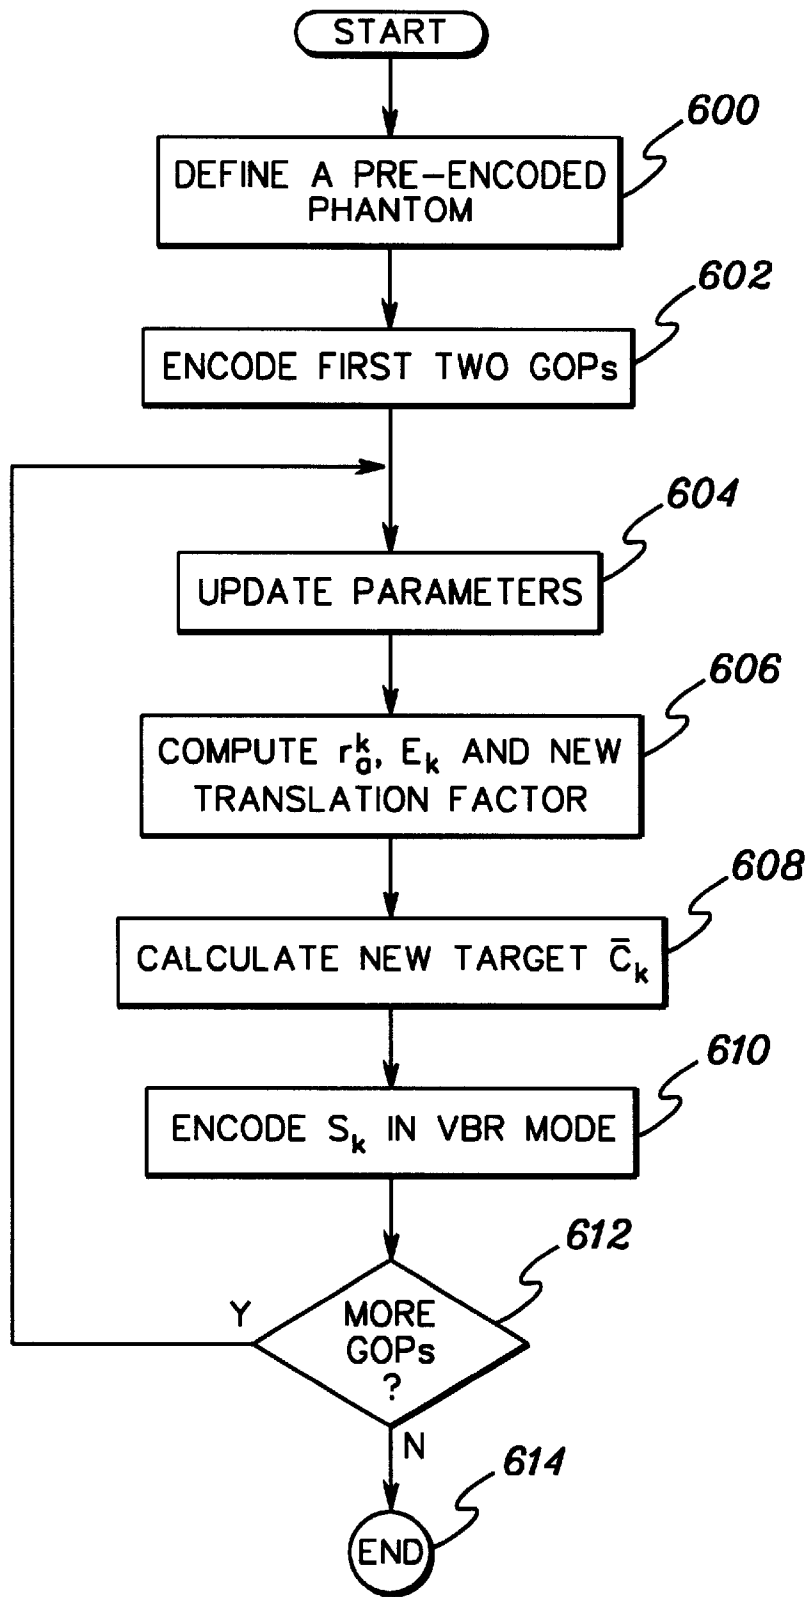 START
600
DEFINE A PRE-ENCODED
PHANTOM
602
ENCODE FIRST TWO GOPs
604
UPDATE PARAMETERS
606
COMPUTE r_a^k, E_k AND NEW
TRANSLATION FACTOR
608
CALCULATE NEW TARGET C̄_k
610
ENCODE S_k IN VBR MODE
612
Y
MORE
GOPs
?
N
614
END